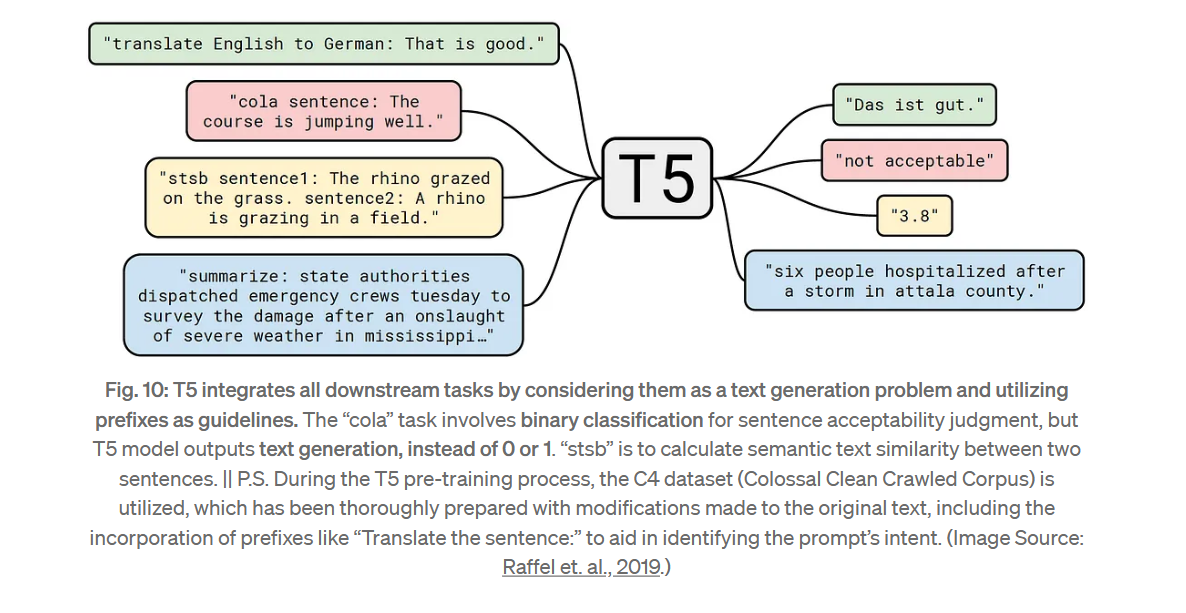 "translate English to German: That is good."
"cola sentence: The
course is jumping well."
"stsb sentence1: The rhino grazed
on the grass. sentence2: A rhino
is grazing in a field."
"summarize: state authorities
dispatched emergency crews tuesday to
survey the damage after an onslaught
of severe weather in mississippi…"
T5
"Das ist gut."
"not acceptable"
"3.8"
"six people hospitalized after
a storm in attala county."
Fig. 10: T5 integrates all downstream tasks by considering them as a text generation problem and utilizing
prefixes as guidelines. The “cola” task involves binary classification for sentence acceptability judgment, but
T5 model outputs text generation, instead of 0 or 1. “stsb” is to calculate semantic text similarity between two
sentences. || P.S. During the T5 pre-training process, the C4 dataset (Colossal Clean Crawled Corpus) is
utilized, which has been thoroughly prepared with modifications made to the original text, including the
incorporation of prefixes like “Translate the sentence:” to aid in identifying the prompt’s intent. (Image Source:
Raffel et. al., 2019.)